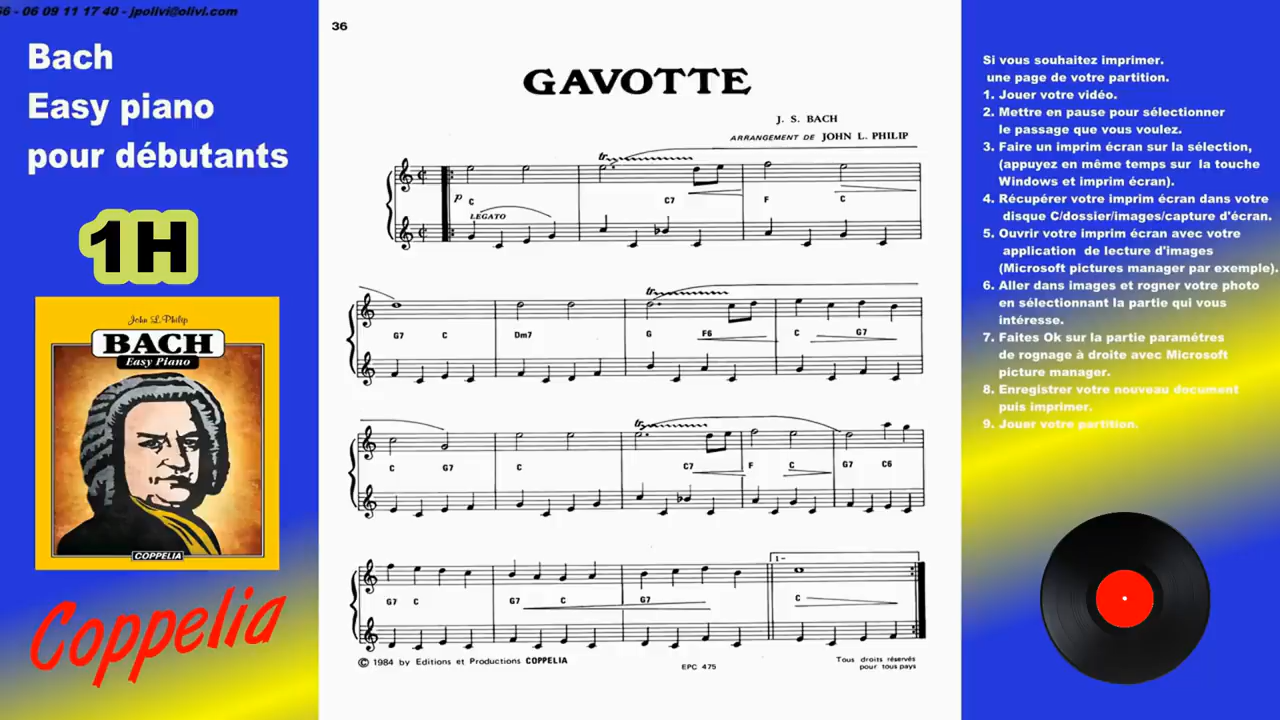 66 - 06 09 11 17 40 - jpolivi@olivi.com
Bach
Easy piano
pour débutants
1H
John L. Philip
BACH
Easy Piano
COPPELIA
Coppelia
36
GAVOTTE
J. S. BACH
ARRANGEMENT DE JOHN L. PHILIP
tr
p C C7 F C
LEGATO
tr
G7 C Dm7 G F6 C G7
tr
C G7 C C7 F C G7 C6
1-
G7 C G7 C G7 C
© 1984 by Editions et Productions COPPELIA
EPC 475
Tous droits réservés
pour tous pays
Si vous souhaitez imprimer.
une page de votre partition.
1. Jouer votre vidéo.
2. Mettre en pause pour sélectionner
le passage que vous voulez.
3. Faire un imprim écran sur la sélection,
(appuyez en même temps sur la touche
Windows et imprim écran).
4. Récupérer votre imprim écran dans votre
disque C/dossier/images/capture d'écran.
5. Ouvrir votre imprim écran avec votre
application de lecture d'images
(Microsoft pictures manager par exemple).
6. Aller dans images et rogner votre photo
en sélectionnant la partie qui vous
intéresse.
7. Faites Ok sur la partie paramétres
de rognage à droite avec Microsoft
picture manager.
8. Enregistrer votre nouveau document
puis imprimer.
9. Jouer votre partition.